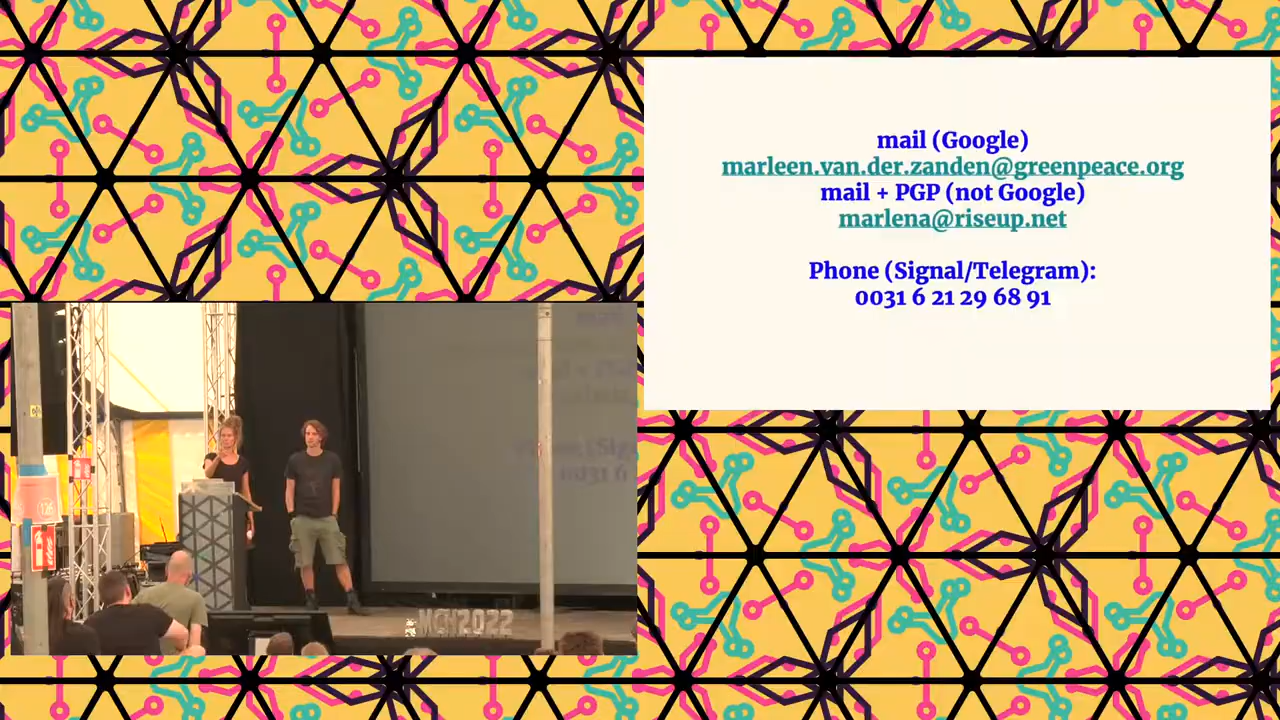 mail (Google)
marleen.van.der.zanden@greenpeace.org
mail + PGP (not Google)
marlena@riseup.net
Phone (Signal/Telegram):
0031 6 21 29 68 91
MCH2022